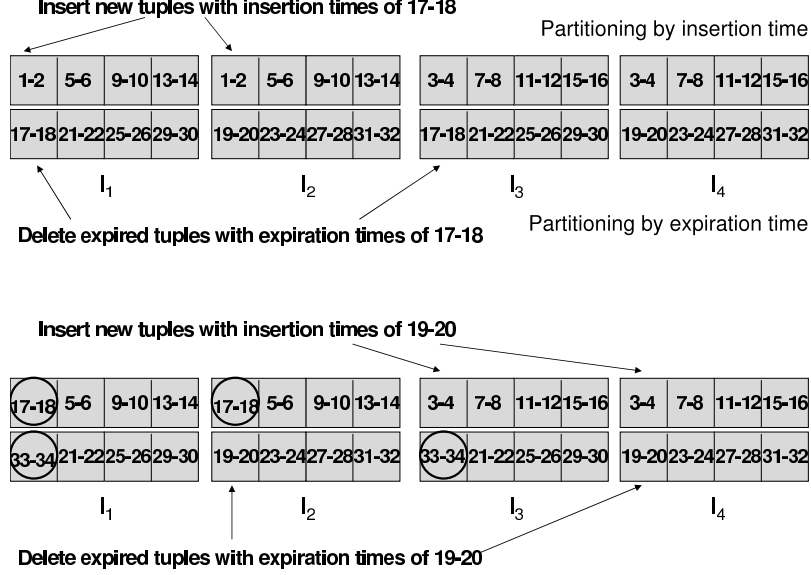 Insert new tuples with insertion times of 17-18
Partitioning by insertion time
1-2 5-6 9-10 13-14 1-2 5-6 9-10 13-14 3-4 7-8 11-12 15-16 3-4 7-8 11-12 15-16
17-18 21-22 25-26 29-30 19-20 23-24 27-28 31-32 17-18 21-22 25-26 29-30 19-20 23-24 27-28 31-32
I1 I2 I3 I4
Delete expired tuples with expiration times of 17-18
Partitioning by expiration time
Insert new tuples with insertion times of 19-20
17-18 5-6 9-10 13-14 17-18 5-6 9-10 13-14 3-4 7-8 11-12 15-16 3-4 7-8 11-12 15-16
33-34 21-22 25-26 29-30 19-20 23-24 27-28 31-32 33-34 21-22 25-26 29-30 19-20 23-24 27-28 31-32
I1 I2 I3 I4
Delete expired tuples with expiration times of 19-20